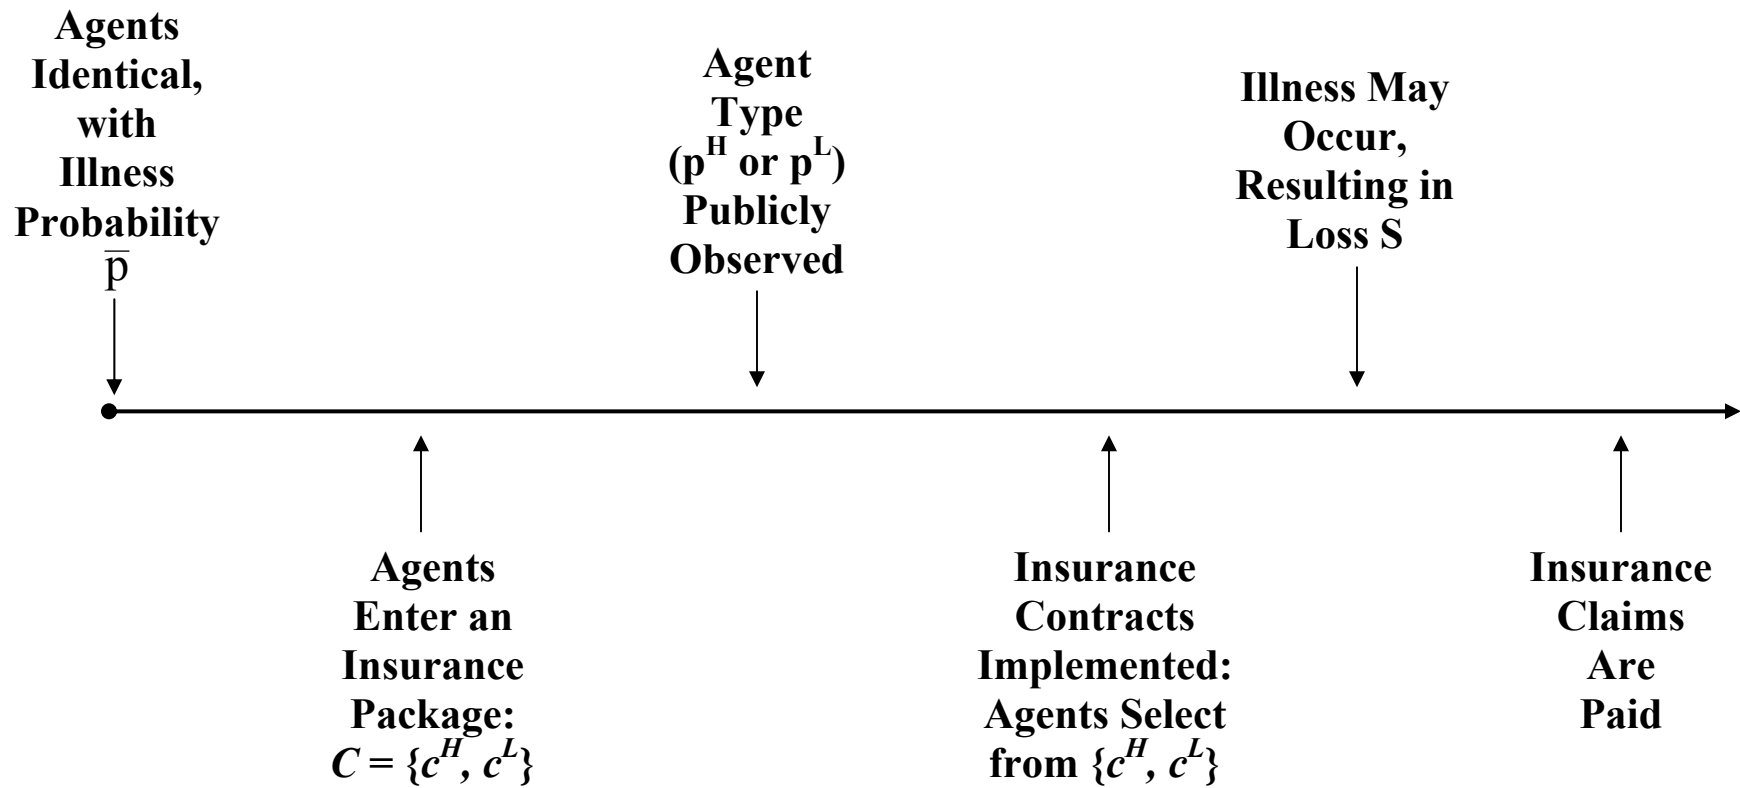 Agents
Identical,
with
Illness
Probability
p̅
Agent
Type
(p^H or p^L)
Publicly
Observed
Illness May
Occur,
Resulting in
Loss S
Agents
Enter an
Insurance
Package:
C = {c^H, c^L}
Insurance
Contracts
Implemented:
Agents Select
from {c^H, c^L}
Insurance
Claims
Are
Paid